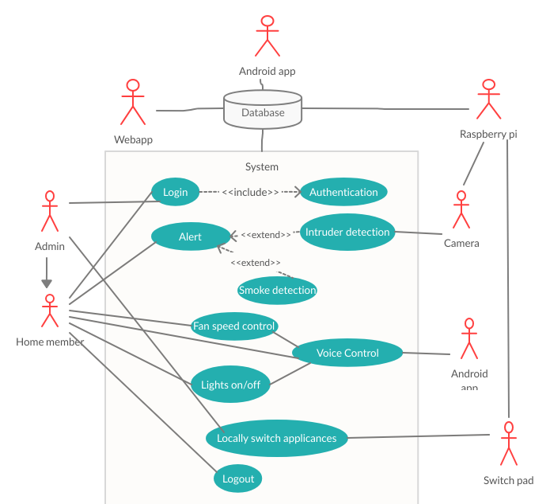 Android app
Database
Webapp
Raspberry pi
System
Login
<<include>>
Authentication
Admin
Alert
<<extend>>
Intruder detection
Camera
<<extend>>
Smoke detection
Home member
Fan speed control
Voice Control
Android
app
Lights on/off
Locally switch applicances
Switch pad
Logout